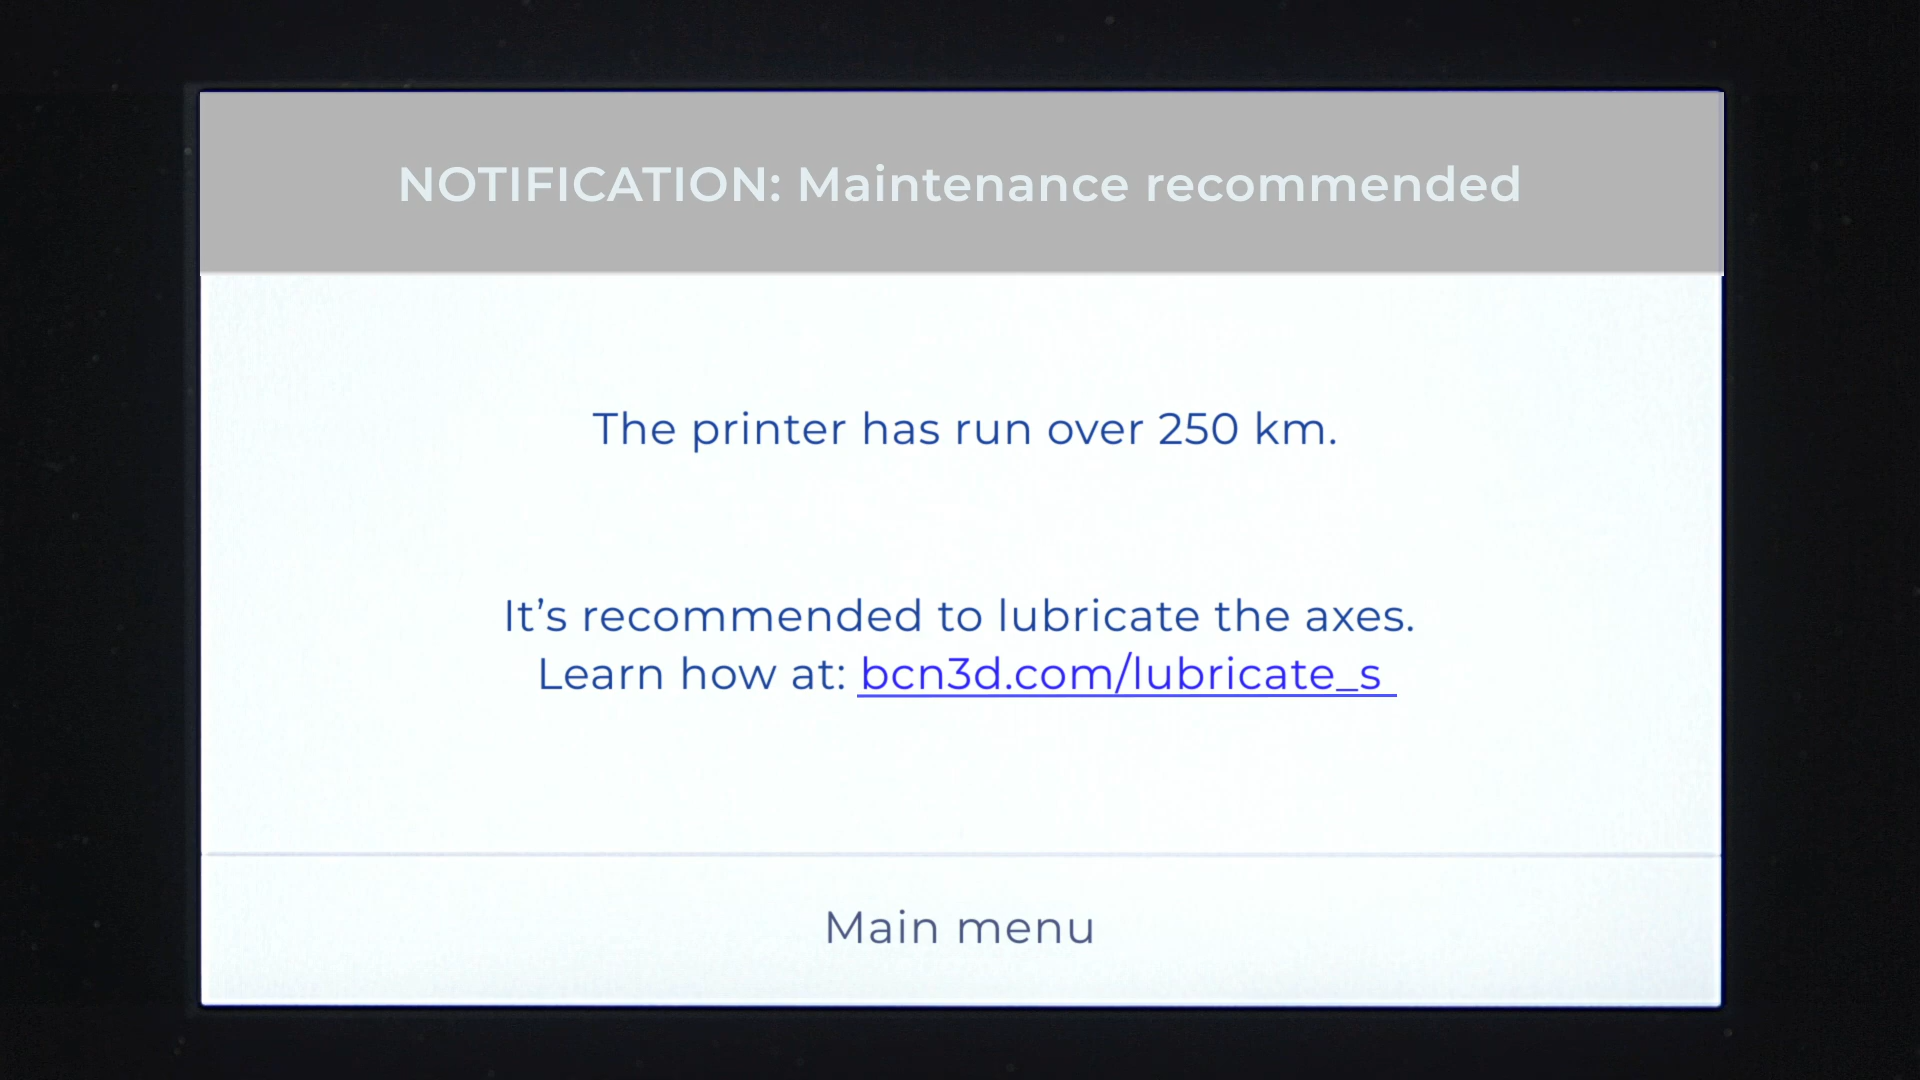 NOTIFICATION: Maintenance recommended
The printer has run over 250 km.
It’s recommended to lubricate the axes.
Learn how at: bcn3d.com/lubricate_s
Main menu